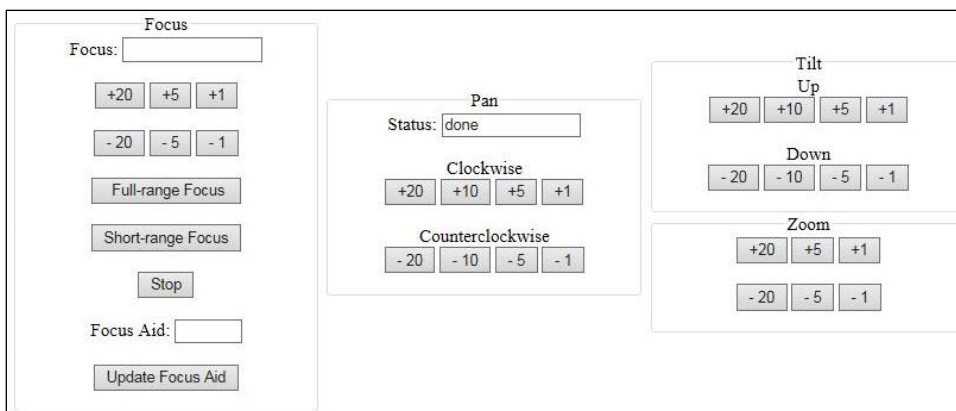 Focus
Focus:
+20 +5 +1
- 20 - 5 - 1
Full-range Focus
Short-range Focus
Stop
Focus Aid:
Update Focus Aid
Pan
Status: done
Clockwise
+20 +10 +5 +1
Counterclockwise
- 20 - 10 - 5 - 1
Tilt
Up
+20 +10 +5 +1
Down
- 20 - 10 - 5 - 1
Zoom
+20 +5 +1
- 20 - 5 - 1